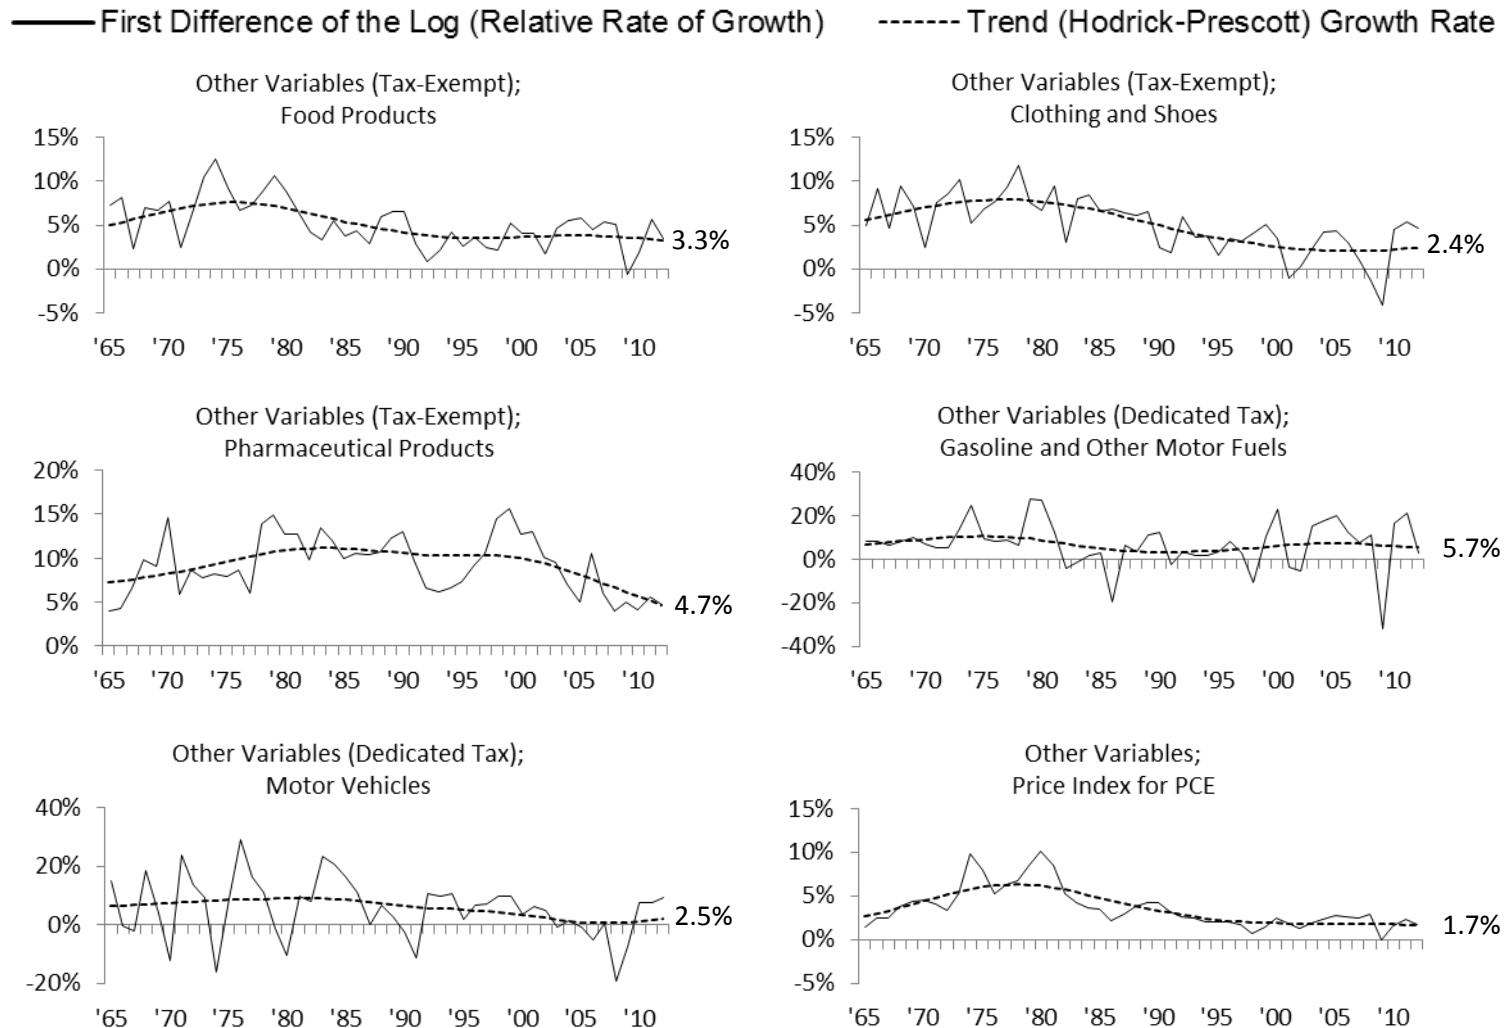 First Difference of the Log (Relative Rate of Growth) Trend (Hodrick-Prescott) Growth Rate
Other Variables (Tax-Exempt);
Food Products
15%
10%
5%
0%
-5%
3.3%
'65 '70 '75 '80 '85 '90 '95 '00 '05 '10
Other Variables (Tax-Exempt);
Clothing and Shoes
15%
10%
5%
0%
-5%
2.4%
'65 '70 '75 '80 '85 '90 '95 '00 '05 '10
Other Variables (Tax-Exempt);
Pharmaceutical Products
20%
15%
10%
5%
0%
4.7%
'65 '70 '75 '80 '85 '90 '95 '00 '05 '10
Other Variables (Dedicated Tax);
Gasoline and Other Motor Fuels
40%
20%
0%
-20%
-40%
5.7%
'65 '70 '75 '80 '85 '90 '95 '00 '05 '10
Other Variables (Dedicated Tax);
Motor Vehicles
40%
20%
0%
-20%
2.5%
'65 '70 '75 '80 '85 '90 '95 '00 '05 '10
Other Variables;
Price Index for PCE
15%
10%
5%
0%
-5%
1.7%
'65 '70 '75 '80 '85 '90 '95 '00 '05 '10